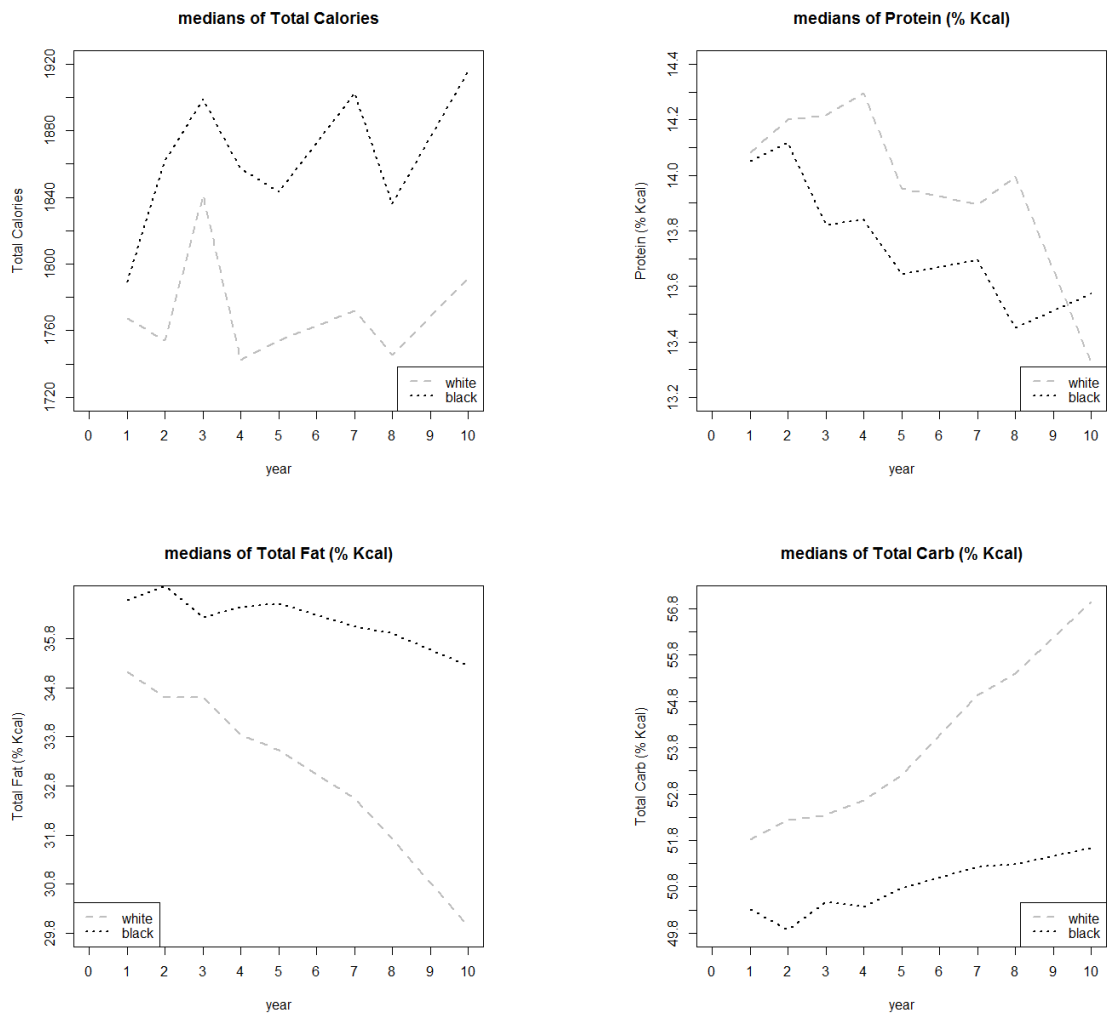 medians of Total Calories
Total Calories
1720
1760
1800
1840
1880
1920
0 1 2 3 4 5 6 7 8 9 10
year
white
black
medians of Protein (% Kcal)
Protein (% Kcal)
13.2
13.4
13.6
13.8
14.0
14.2
14.4
0 1 2 3 4 5 6 7 8 9 10
year
white
black
medians of Total Fat (% Kcal)
Total Fat (% Kcal)
29.8
30.8
31.8
32.8
33.8
34.8
35.8
0 1 2 3 4 5 6 7 8 9 10
year
white
black
medians of Total Carb (% Kcal)
Total Carb (% Kcal)
49.8
50.8
51.8
52.8
53.8
54.8
55.8
56.8
0 1 2 3 4 5 6 7 8 9 10
year
white
black